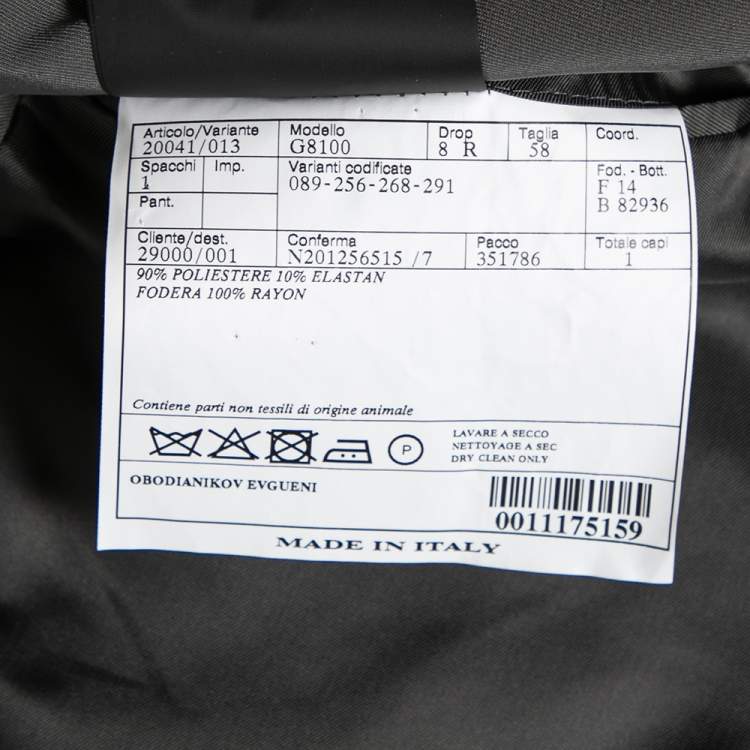 Articolo/Variante Modello Drop Taglia Coord.
20041/013 G8100 8 R 58
Spacchi Imp. Varianti codificate Fod. - Bott.
1 089-256-268-291 F 14
Pant. B 82936
Cliente/dest. Conferma Pacco Totale capi
29000/001 N201256515 /7 351786 1
90% POLIESTERE 10% ELASTAN
FODERA 100% RAYON
Contiene parti non tessili di origine animale
P
LAVARE A SECCO
NETTOYAGE A SEC
DRY CLEAN ONLY
OBODIANIKOV EVGUENI
0011175159
MADE IN ITALY